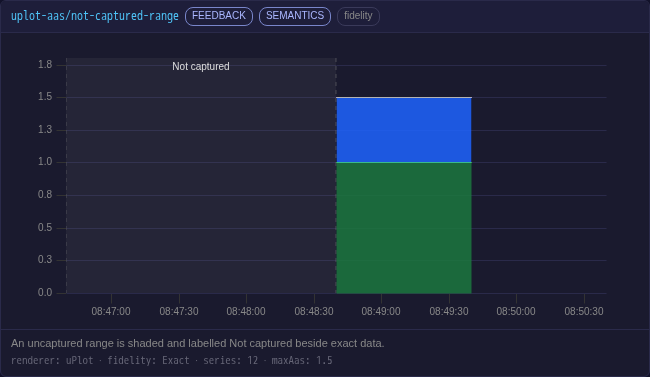 uplot-aas/not-captured-range FEEDBACK SEMANTICS fidelity
Not captured
1.8
1.5
1.3
1.0
0.8
0.5
0.3
0.0
08:47:00 08:47:30 08:48:00 08:48:30 08:49:00 08:49:30 08:50:00 08:50:30
An uncaptured range is shaded and labelled Not captured beside exact data.
renderer: uPlot · fidelity: Exact · series: 12 · maxAas: 1.5